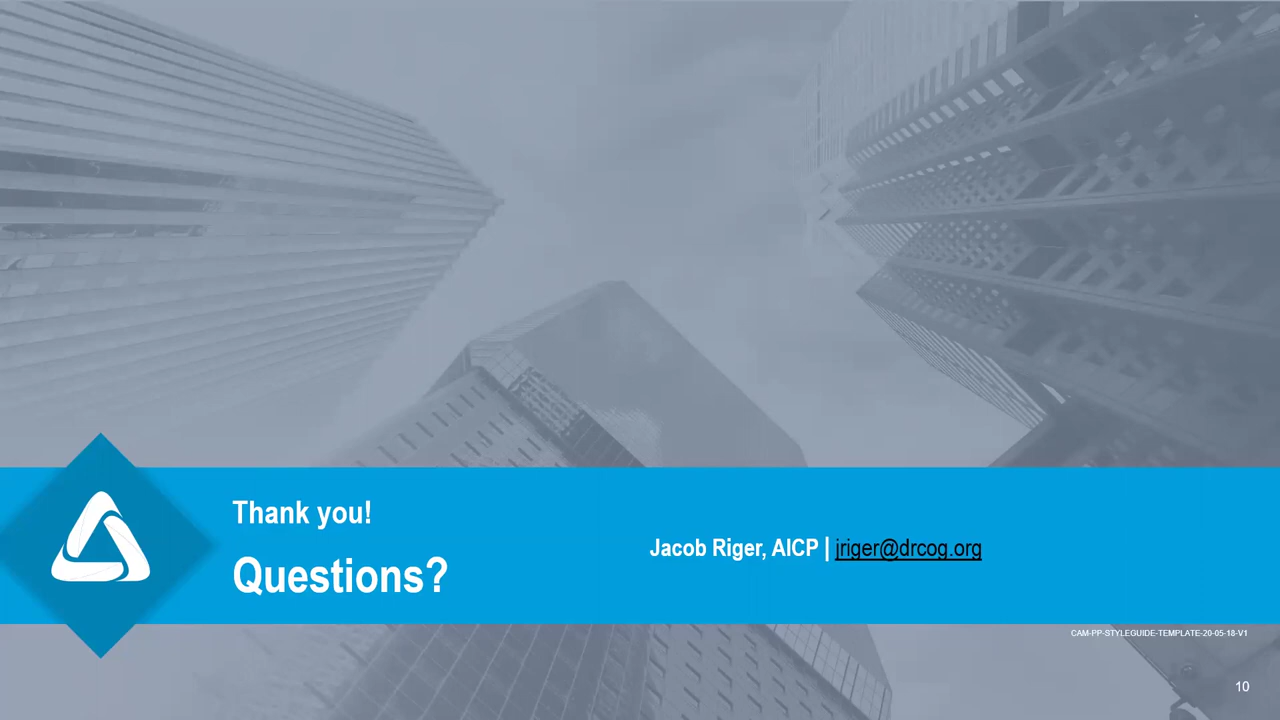 Thank you!
Questions?
Jacob Riger, AICP | jriger@drcog.org
CAM-PP-STYLEGUIDE-TEMPLATE-20-05-18-V1
10